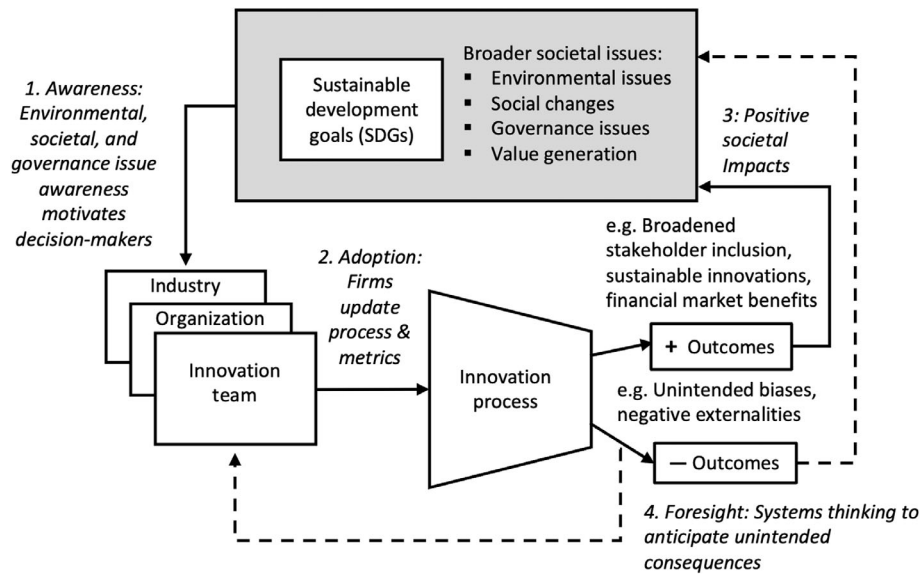 1. Awareness:
Environmental,
societal, and
governance issue
awareness
motivates
decision-makers
Sustainable
development
goals (SDGs)
Broader societal issues:
▪ Environmental issues
▪ Social changes
▪ Governance issues
▪ Value generation
3: Positive
societal
Impacts
Industry
Organization
Innovation
team
2. Adoption:
Firms
update
process &
metrics
Innovation
process
e.g. Broadened
stakeholder inclusion,
sustainable innovations,
financial market benefits
+ Outcomes
e.g. Unintended biases,
negative externalities
— Outcomes
4. Foresight: Systems thinking to
anticipate unintended
consequences